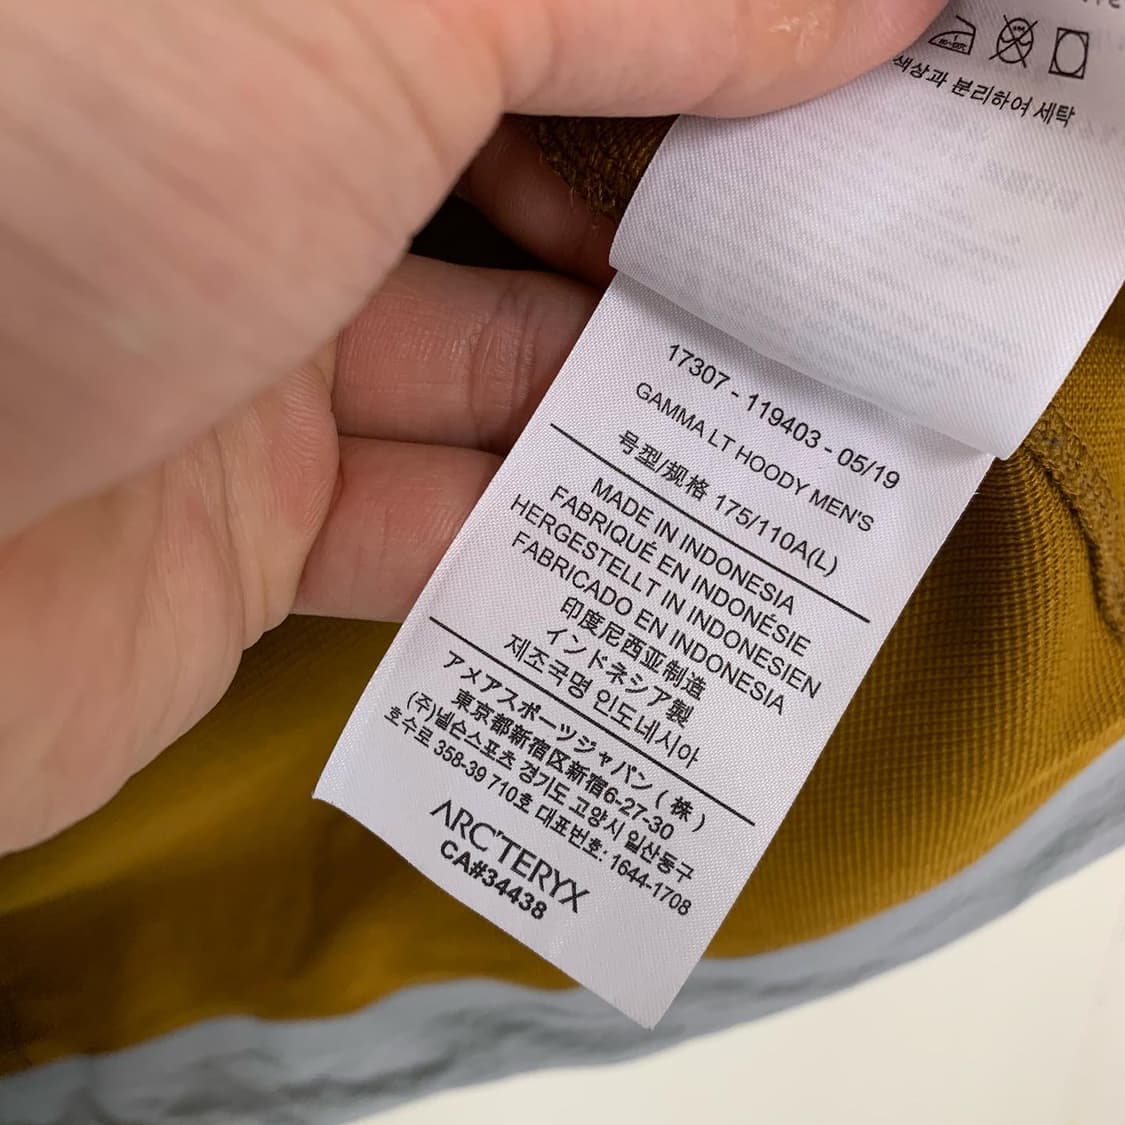 색상과 분리하여 세탁
17307 - 119403 - 05/19
GAMMA LT HOODY MEN'S
号型/规格 175/110A(L)
MADE IN INDONESIA
FABRIQUÉ EN INDONÉSIE
HERGESTELLT IN INDONESIEN
FABRICADO EN INDONESIA
印度尼西亚制造
インドネシア製
제조국명 인도네시아
アメアスポーツジャパン(株)
東京都新宿区新宿6-27-30
(주)넬슨스포츠 경기도 고양시 일산동구
호수로 358-39 710호 대표번호: 1644-1708
ARC'TERYX
CA#34438